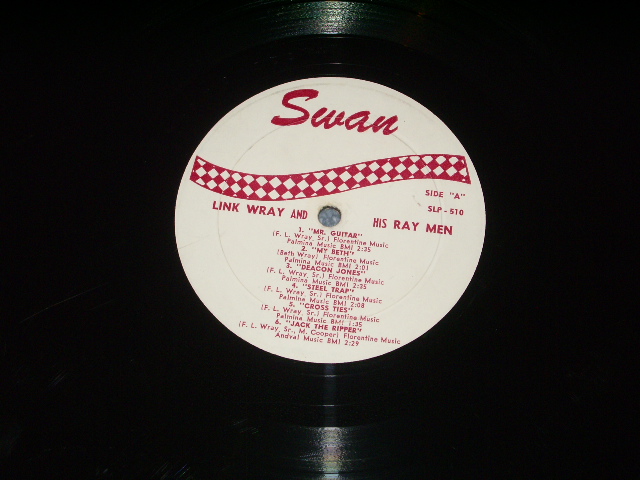 Swan
SIDE "A"
SLP-510
LINK WRAY AND HIS RAY MEN
1. "MR. GUITAR"
(F. L. Wray, Sr.) Florentine Music
Palmina Music BMI 2:35
2. "MY BETH"
(Beth Wray) Florentine Music
Palmina Music BMI 2:01
3. "DEACON JONES"
(F. L. Wray, Sr.) Florentine Music
Palmina Music BMI 2:35
4. "STEEL TRAP"
(F. L. Wray, Sr.) Florentine Music
Palmina Music BMI 2:08
5. "CROSS TIES"
(F. L. Wray, Sr.) Florentine Music
Palmina Music BMI 1:35
6. "JACK THE RIPPER"
(F. L. Wray, Sr., M. Cooper) Florentine Music
Andval Music BMI 2:29